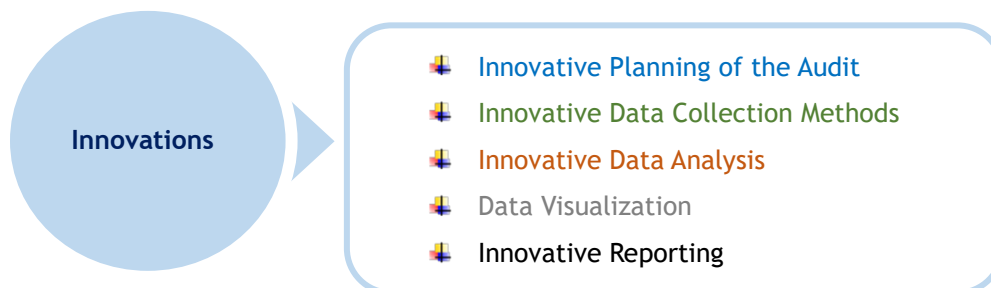 Innovations
Innovative Planning of the Audit
Innovative Data Collection Methods
Innovative Data Analysis
Data Visualization
Innovative Reporting